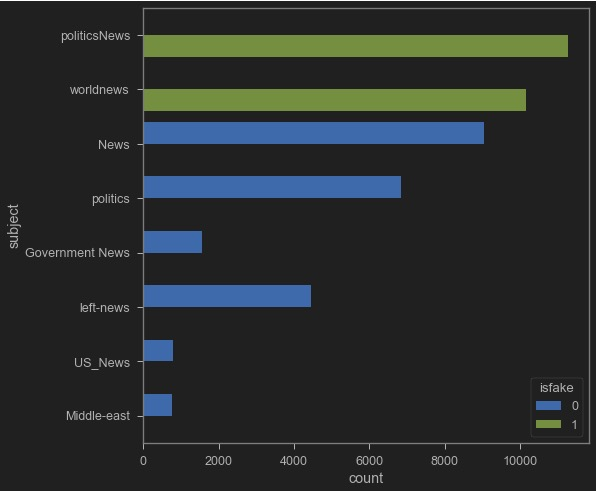 politicsNews
worldnews
News
politics
Government News
left-news
US_News
Middle-east
subject
0 2000 4000 6000 8000 10000
count
isfake
0
1